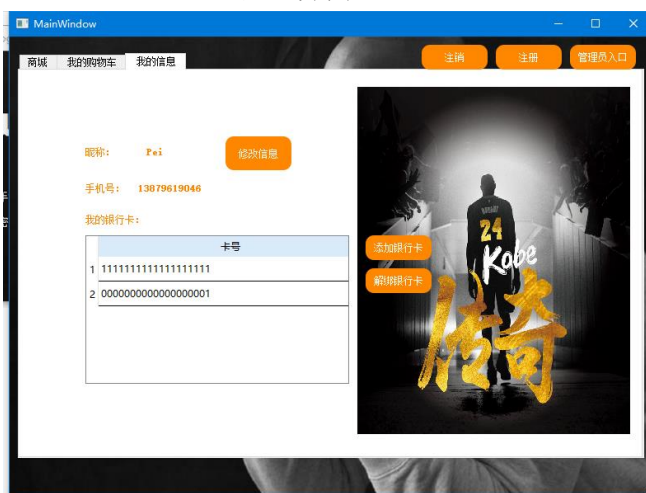 MainWindow
注销 注册 管理员入口
商城 我的购物车 我的信息
昵称: Pei 修改信息
手机号: 13879619046
我的银行卡:
卡号
1 1111111111111111111
2 0000000000000000001
添加银行卡
解绑银行卡
24
Kobe
传奇